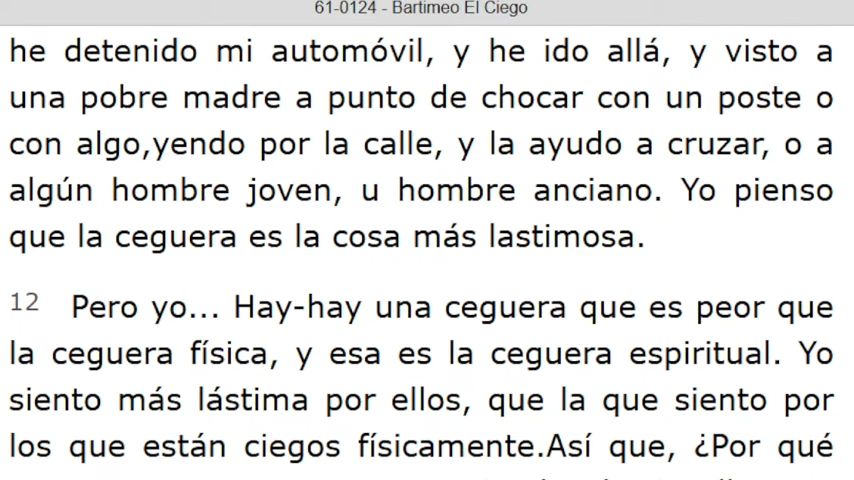 61-0124 - Bartimeo El Ciego
he detenido mi automóvil, y he ido allá, y visto a
una pobre madre a punto de chocar con un poste o
con algo,yendo por la calle, y la ayudo a cruzar, o a
algún hombre joven, u hombre anciano. Yo pienso
que la ceguera es la cosa más lastimosa.
12 Pero yo... Hay-hay una ceguera que es peor que
la ceguera física, y esa es la ceguera espiritual. Yo
siento más lástima por ellos, que la que siento por
los que están ciegos físicamente.Así que, ¿Por qué